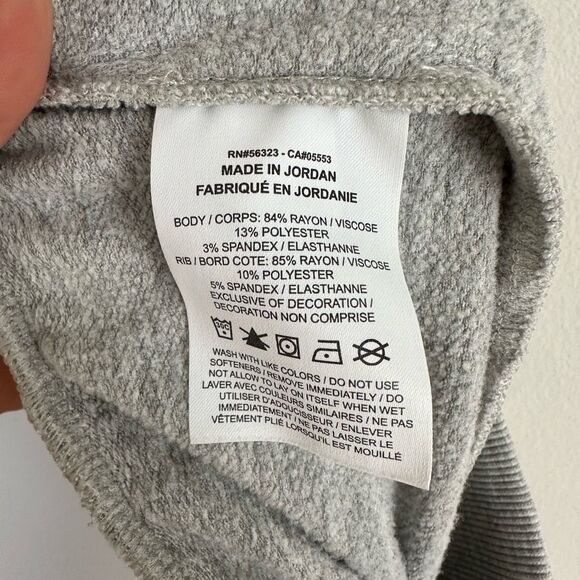 RN#56323 - CA#05553
MADE IN JORDAN
FABRIQUÉ EN JORDANIE
BODY / CORPS: 84% RAYON / VISCOSE
13% POLYESTER
3% SPANDEX / ELASTHANNE
RIB / BORD COTE: 85% RAYON / VISCOSE
10% POLYESTER
5% SPANDEX / ELASTHANNE
EXCLUSIVE OF DECORATION /
DECORATION NON COMPRISE
30C
WASH WITH LIKE COLORS / DO NOT USE
SOFTENERS / REMOVE IMMEDIATELY / DO
NOT ALLOW TO LAY ON ITSELF WHEN WET
LAVER AVEC COULEURS SIMILAIRES / NE PAS
UTILISER D'ADOUCISSEUR / ENLEVER
IMMEDIATEMENT / NE PAS LAISSER LE
VÊTEMENT PLIÉ LORSQU'IL EST MOUILLÉ